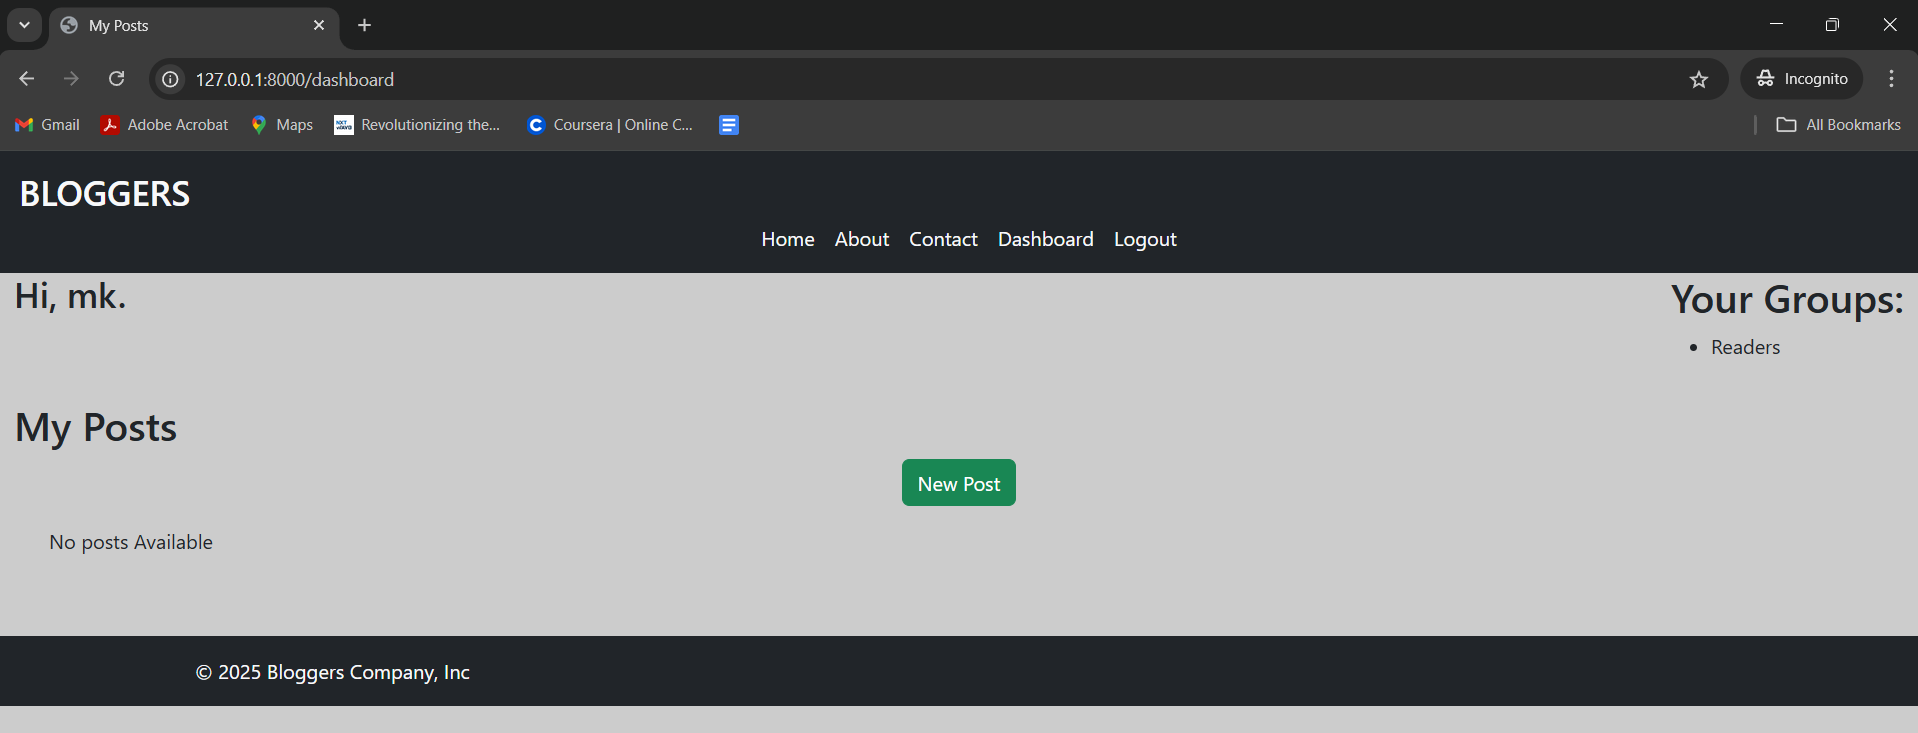 My Posts
127.0.0.1:8000/dashboard
Incognito
Gmail
Adobe Acrobat
Maps
NXT WAVE
Revolutionizing the...
Coursera | Online C...
All Bookmarks
BLOGGERS
Home About Contact Dashboard Logout
Hi, mk.
Your Groups:
• Readers
My Posts
New Post
No posts Available
© 2025 Bloggers Company, Inc